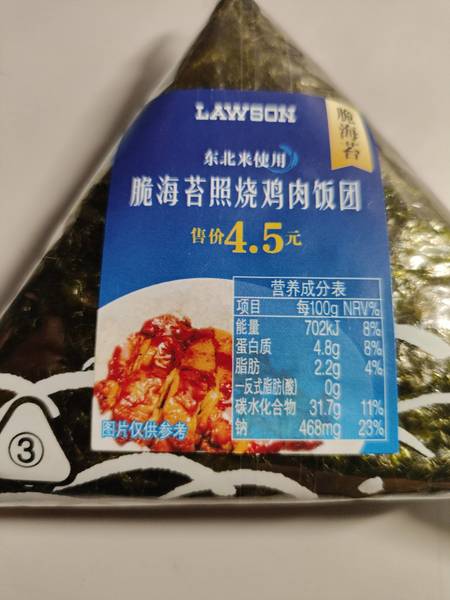 LAWSON
脆海苔
东北米使用
脆海苔照烧鸡肉饭团
售价4.5元
营养成分表
项目 每100g NRV%
能量 702kJ 8%
蛋白质 4.8g 8%
脂肪 2.2g 4%
一反式脂肪(酸) 0g
碳水化合物 31.7g 11%
钠 468mg 23%
图片仅供参考
③